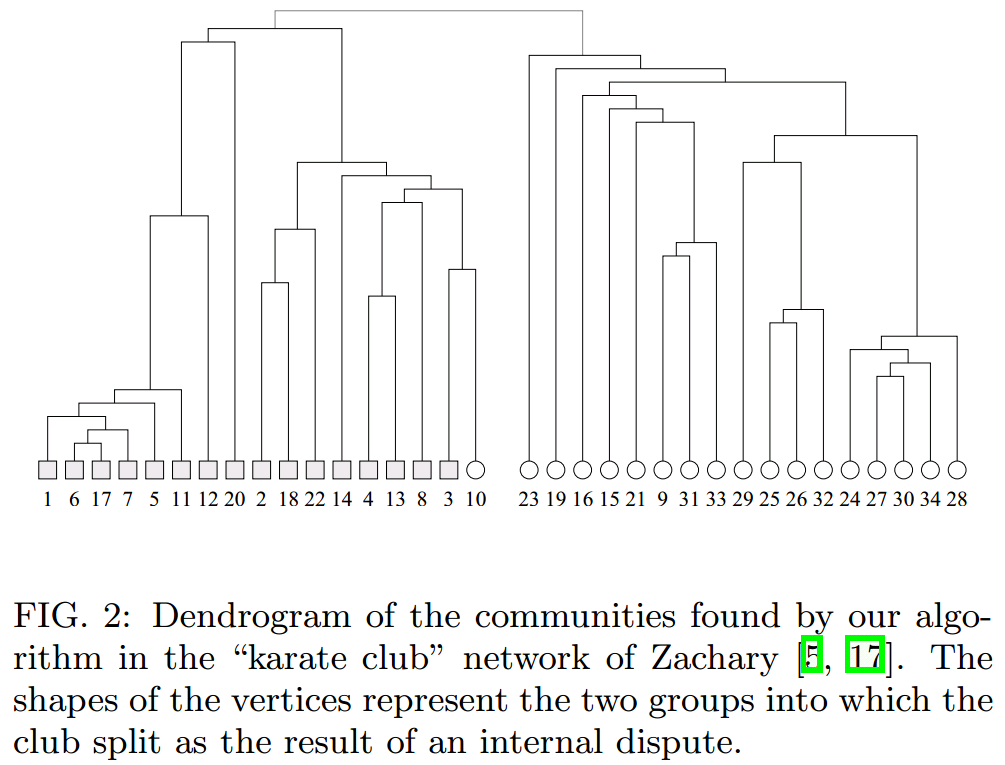 1 6 17 7 5 11 12 20 2 18 22 14 4 13 8 3 10 23 19 16 15 21 9 31 33 29 25 26 32 24 27 30 34 28
FIG. 2: Dendrogram of the communities found by our algo-
rithm in the “karate club” network of Zachary [5, 17]. The
shapes of the vertices represent the two groups into which the
club split as the result of an internal dispute.